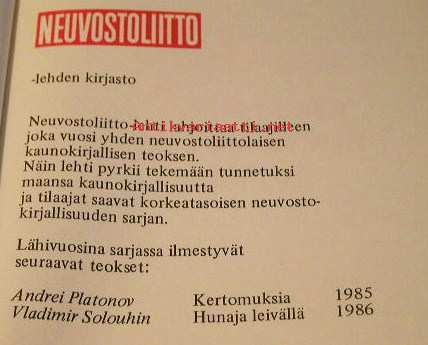 NEUVOSTOLIITTO
-lehden kirjasto
Neuvostoliitto-lehti lahjoittaa tilaajilleen
joka vuosi yhden neuvostoliittolaisen
kaunokirjallisen teoksen.
Näin lehti pyrkii tekemään tunnetuksi
maansa kaunokirjallisuutta
ja tilaajat saavat korkeatasoisen neuvosto-
kirjallisuuden sarjan.
Lähivuosina sarjassa ilmestyvät
seuraavat teokset:
Andrei Platonov Kertomuksia 1985
Vladimir Solouhin Hunaja leivällä 1986